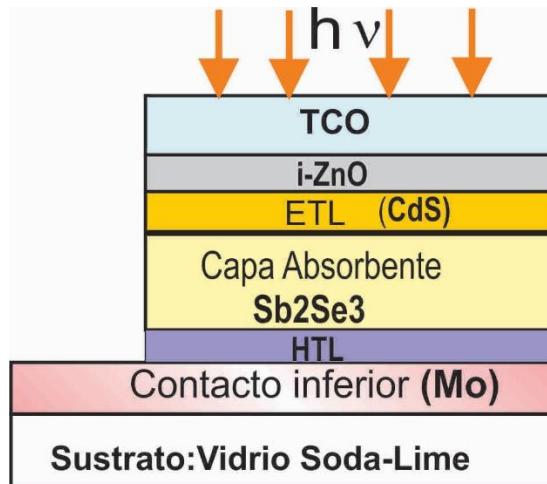 h ν
TCO
i-ZnO
ETL (CdS)
Capa Absorbente
Sb2Se3
HTL
Contacto inferior (Mo)
Sustrato:Vidrio Soda-Lime